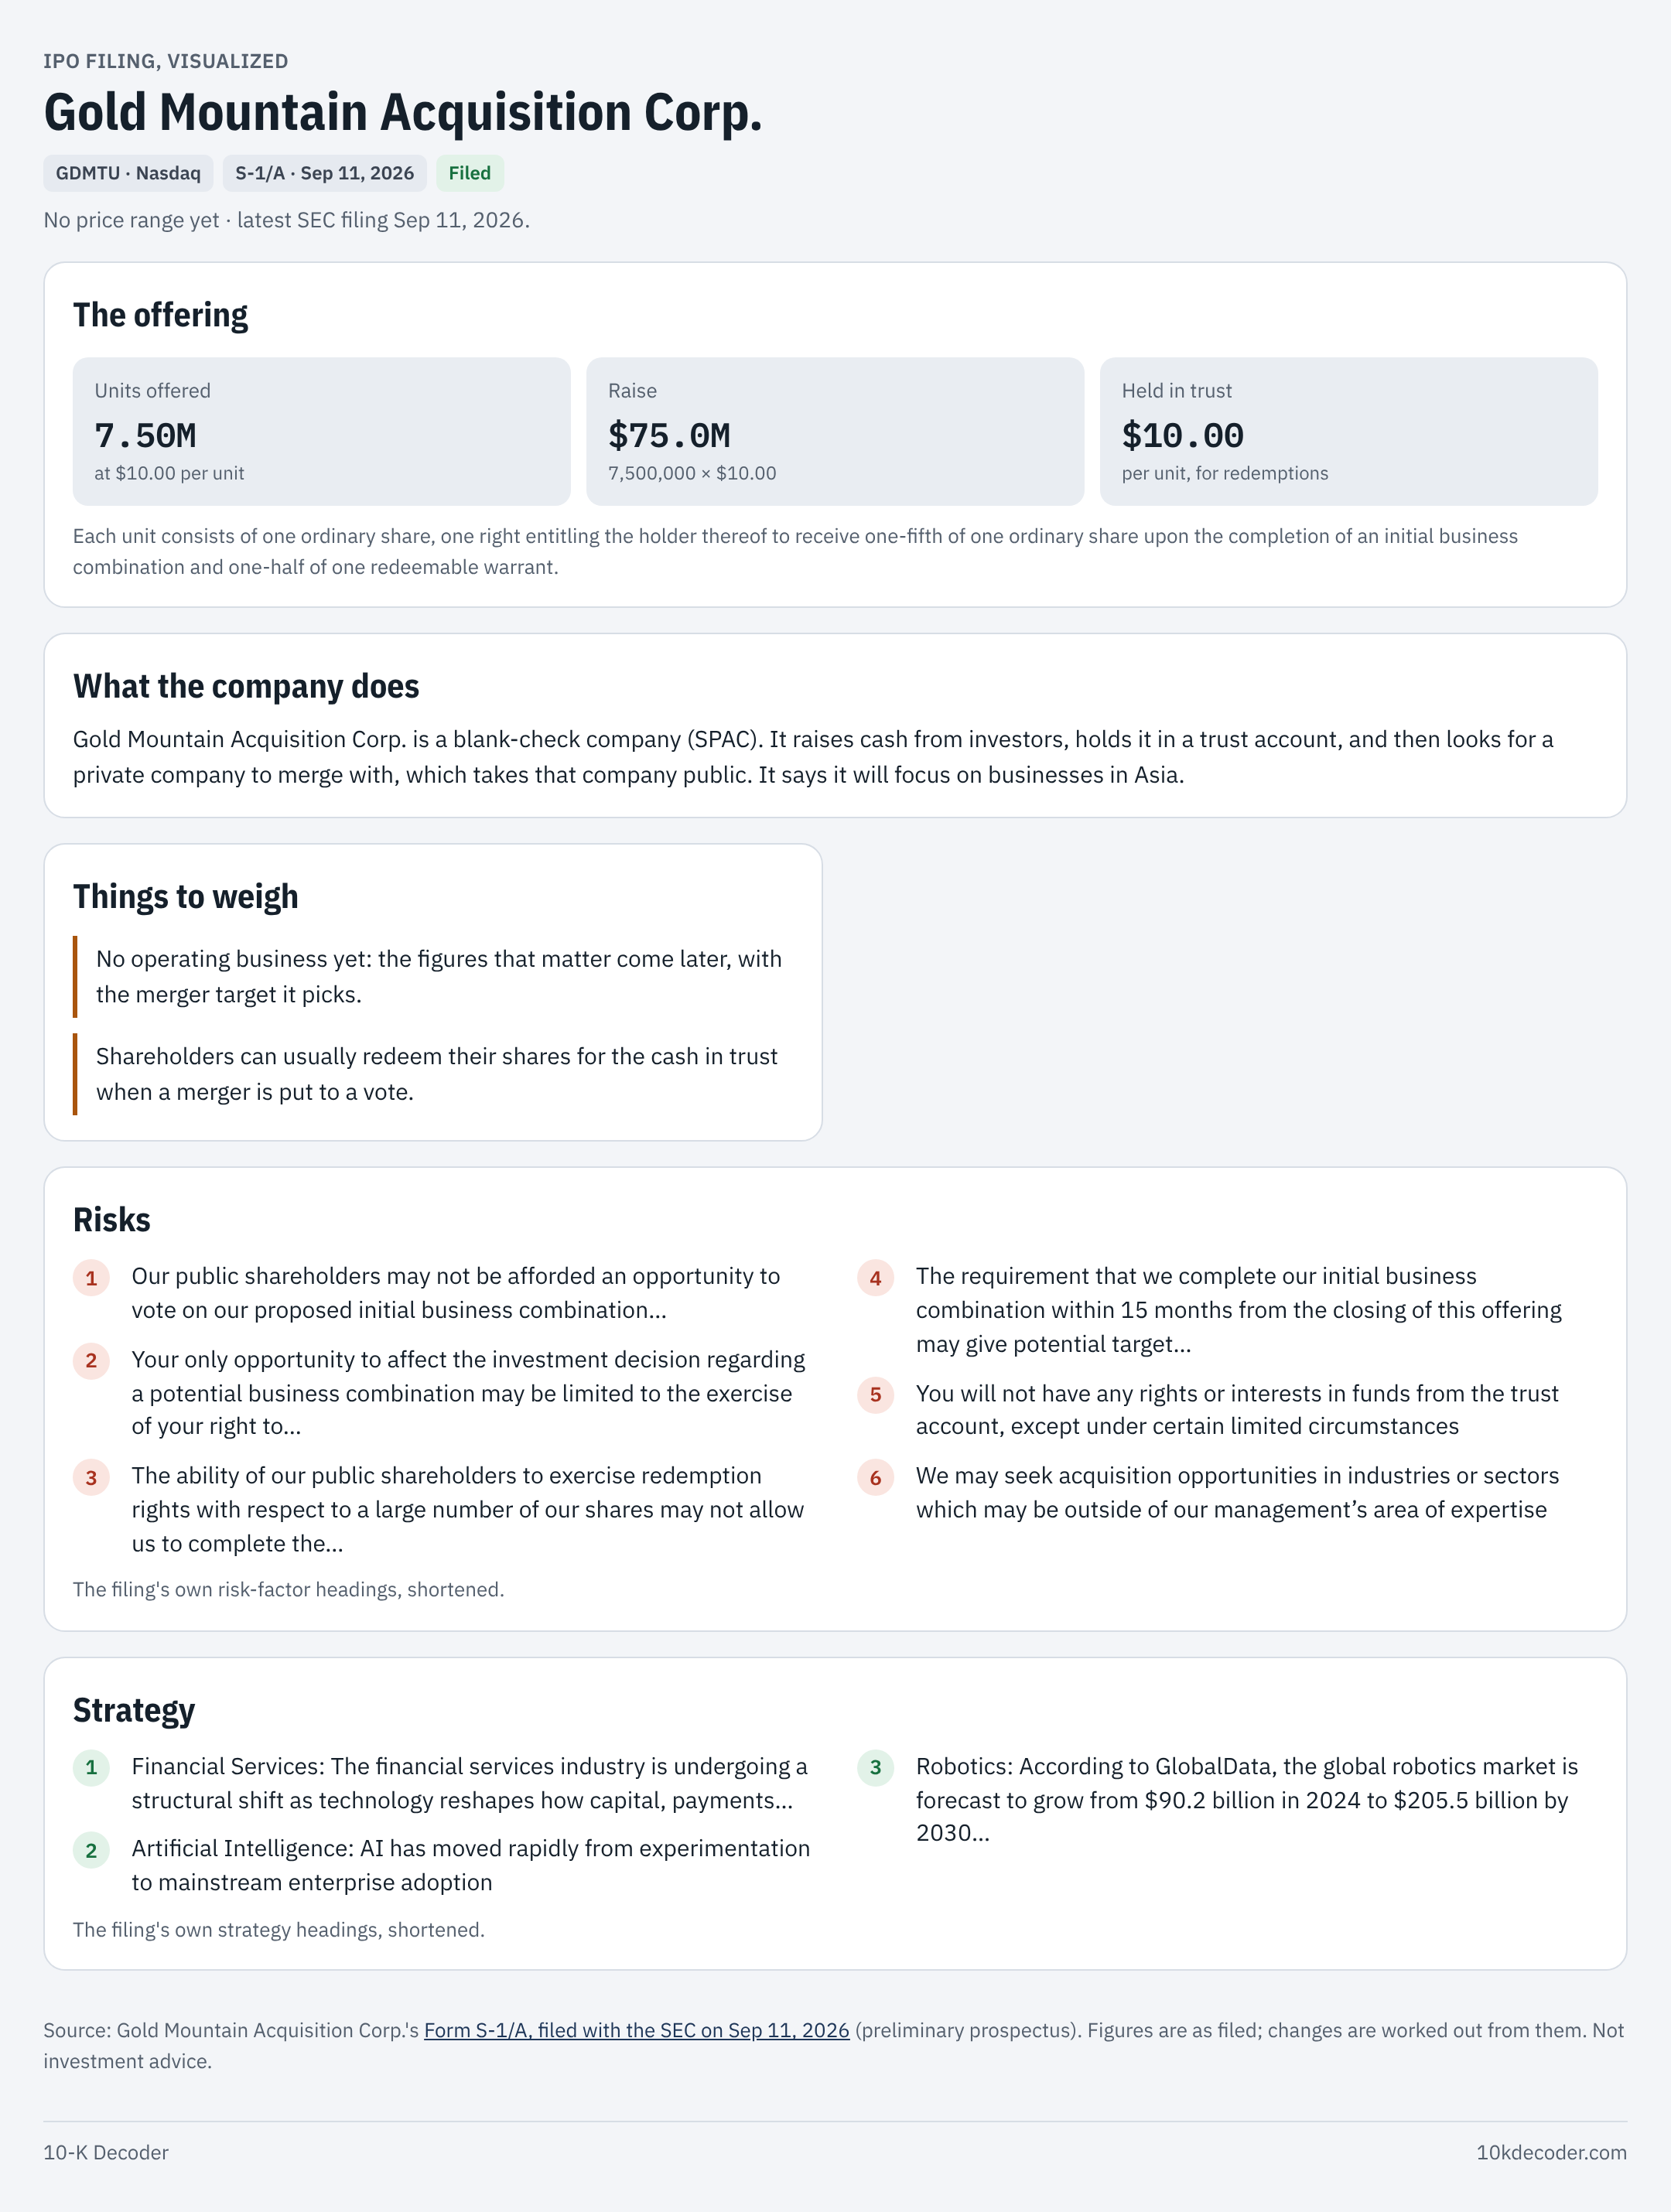 IPO FILING, VISUALIZED
Gold Mountain Acquisition Corp.
GDMTU · Nasdaq
S-1/A · Sep 11, 2026
Filed
No price range yet · latest SEC filing Sep 11, 2026.
The offering
Units offered
7.50M
at $10.00 per unit
Raise
$75.0M
7,500,000 × $10.00
Held in trust
$10.00
per unit, for redemptions
Each unit consists of one ordinary share, one right entitling the holder thereof to receive one-fifth of one ordinary share upon the completion of an initial business
combination and one-half of one redeemable warrant.
What the company does
Gold Mountain Acquisition Corp. is a blank-check company (SPAC). It raises cash from investors, holds it in a trust account, and then looks for a
private company to merge with, which takes that company public. It says it will focus on businesses in Asia.
Things to weigh
No operating business yet: the figures that matter come later, with
the merger target it picks.
Shareholders can usually redeem their shares for the cash in trust
when a merger is put to a vote.
Risks
1 Our public shareholders may not be afforded an opportunity to
vote on our proposed initial business combination…
2 Your only opportunity to affect the investment decision regarding
a potential business combination may be limited to the exercise
of your right to…
3 The ability of our public shareholders to exercise redemption
rights with respect to a large number of our shares may not allow
us to complete the…
4 The requirement that we complete our initial business
combination within 15 months from the closing of this offering
may give potential target…
5 You will not have any rights or interests in funds from the trust
account, except under certain limited circumstances
6 We may seek acquisition opportunities in industries or sectors
which may be outside of our management’s area of expertise
The filing's own risk-factor headings, shortened.
Strategy
1 Financial Services: The financial services industry is undergoing a
structural shift as technology reshapes how capital, payments…
2 Artificial Intelligence: AI has moved rapidly from experimentation
to mainstream enterprise adoption
3 Robotics: According to GlobalData, the global robotics market is
forecast to grow from $90.2 billion in 2024 to $205.5 billion by
2030…
The filing's own strategy headings, shortened.
Source: Gold Mountain Acquisition Corp.'s Form S-1/A, filed with the SEC on Sep 11, 2026 (preliminary prospectus). Figures are as filed; changes are worked out from them. Not
investment advice.
10-K Decoder
10kdecoder.com